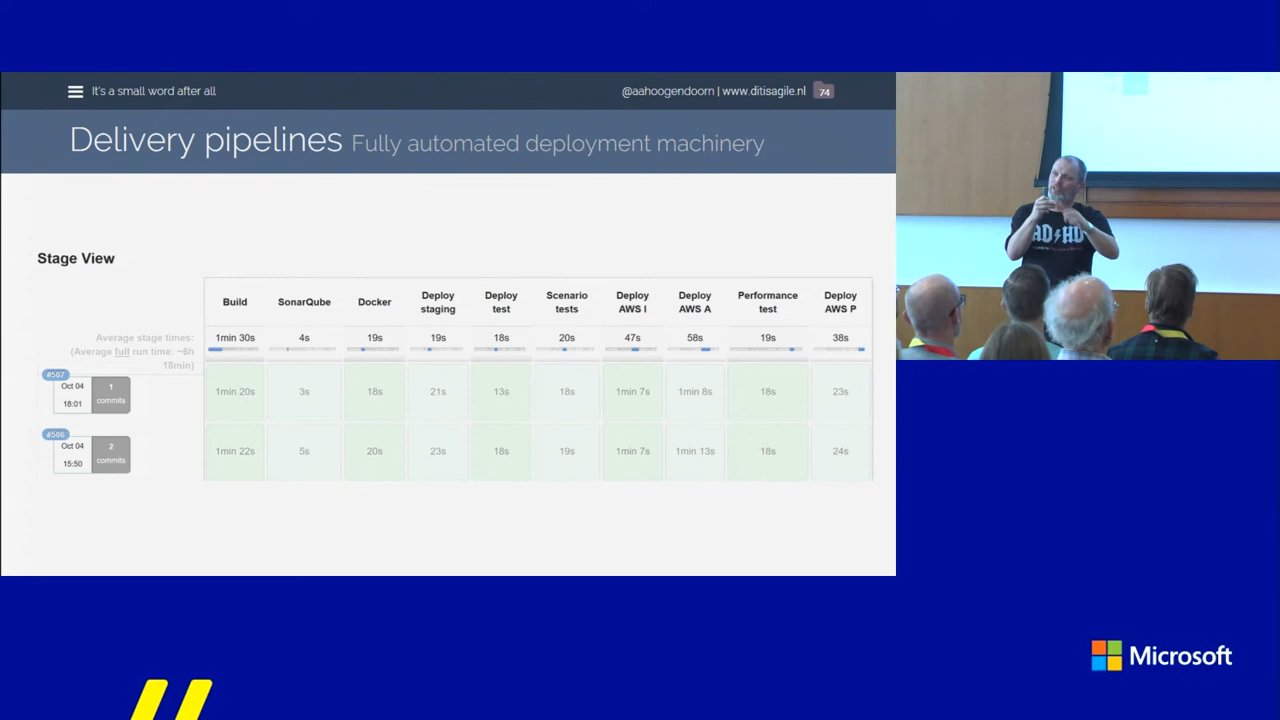 It's a small word after all
@aahoogendoorn | www.ditisagile.nl 74
Delivery pipelines Fully automated deployment machinery
Stage View
Build SonarQube Docker Deploy staging Deploy test Scenario tests Deploy AWS I Deploy AWS A Performance test Deploy AWS P
Average stage times: 1min 30s 4s 19s 19s 18s 20s 47s 58s 19s 38s
(Average full run time: ~6h
18min)
#507
Oct 04 18:01 1 commits 1min 20s 3s 18s 21s 13s 18s 1min 7s 1min 8s 18s 23s
#506
Oct 04 15:50 2 commits 1min 22s 5s 20s 23s 18s 19s 1min 7s 1min 13s 18s 24s
AD HD
Microsoft